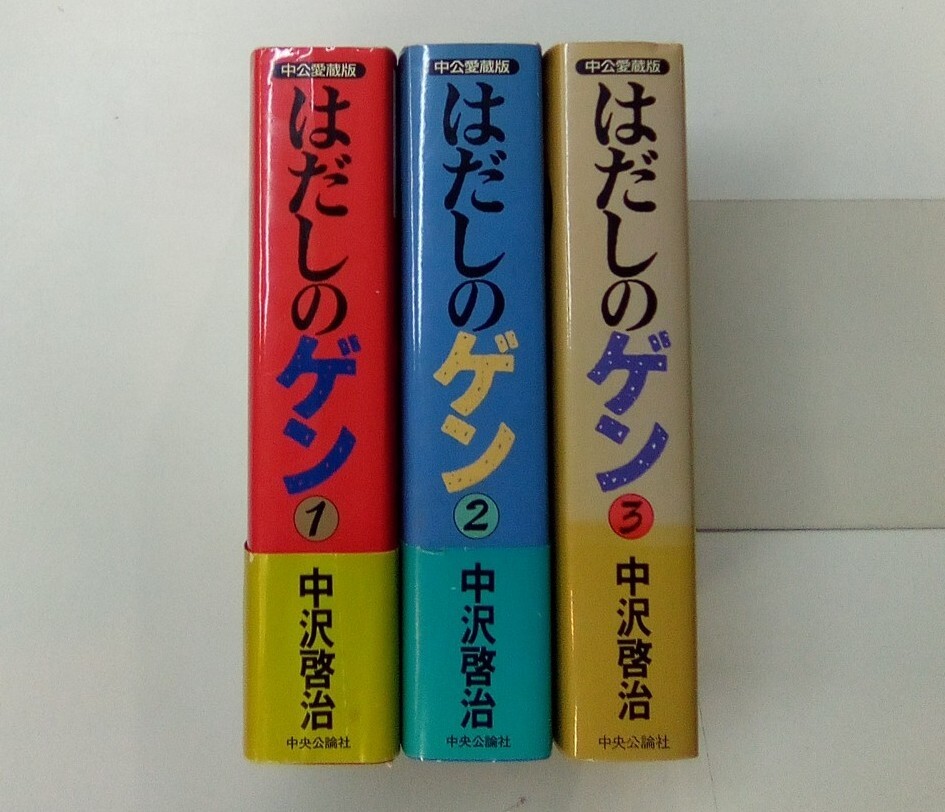 中公愛蔵版
はだしの
ゲン
1
中沢啓治
中央公論社
中公愛蔵版
はだしの
ゲン
2
中沢啓治
中央公論社
中公愛蔵版
はだしの
ゲン
3
中沢啓治
中央公論社